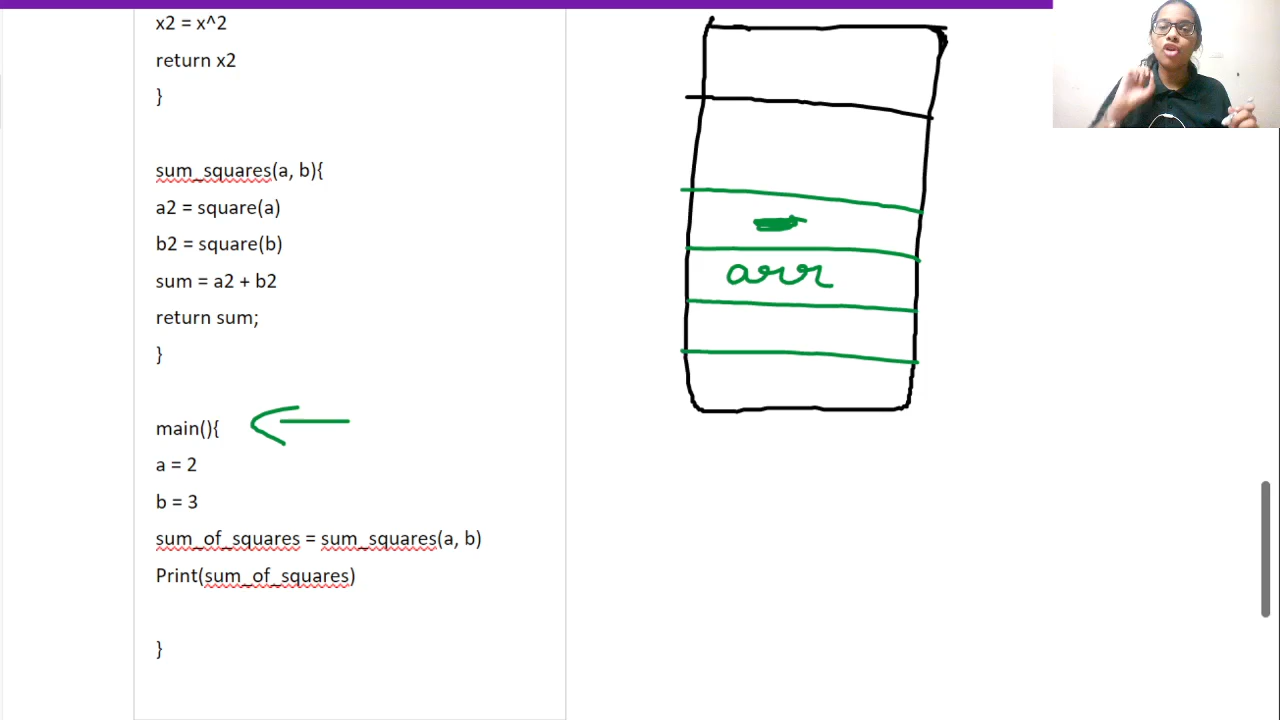 x2 = x^2
return x2
}
sum_squares(a, b){
a2 = square(a)
b2 = square(b)
sum = a2 + b2
return sum;
}
main(){
a = 2
b = 3
sum_of_squares = sum_squares(a, b)
Print(sum_of_squares)
}
arr